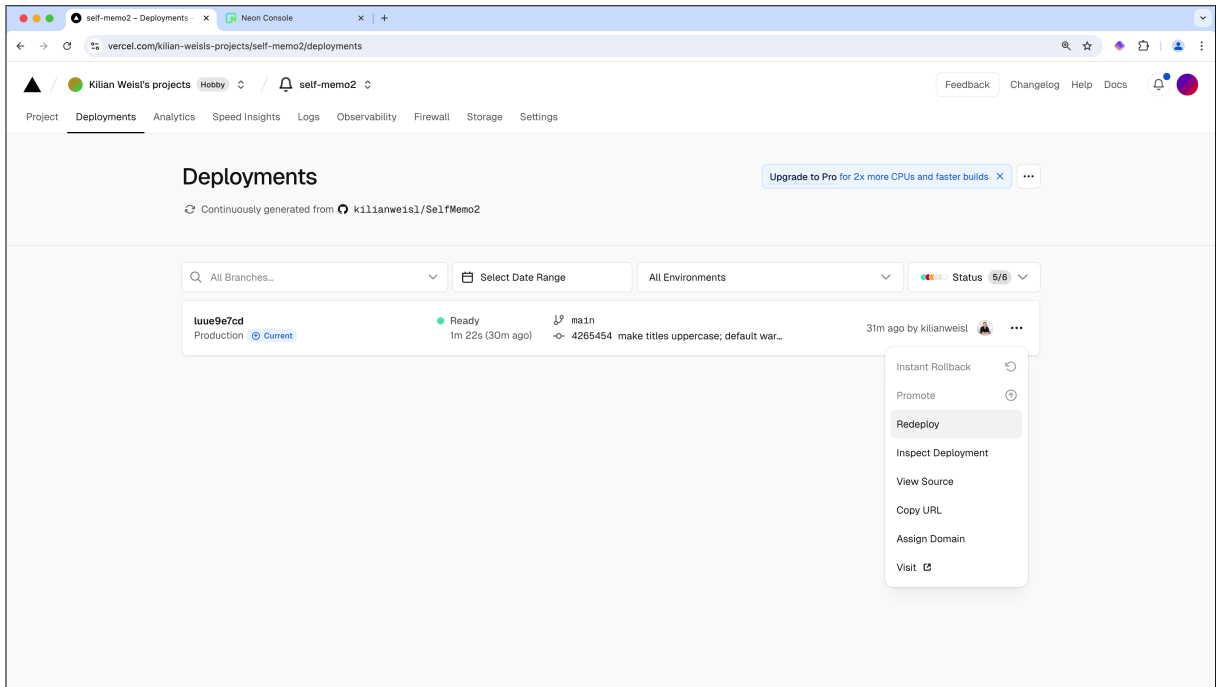 self-memo2 – Deployments –
Neon Console
vercel.com/kilian-weisls-projects/self-memo2/deployments
Kilian Weisl's projects Hobby self-memo2 Feedback Changelog Help Docs
Project Deployments Analytics Speed Insights Logs Observability Firewall Storage Settings
Deployments
Upgrade to Pro for 2x more CPUs and faster builds
Continuously generated from kilianweisl/SelfMemo2
All Branches... Select Date Range All Environments Status 5/6
luue9e7cd Ready main
Production Current 1m 22s (30m ago) 4265454 make titles uppercase; default war...
31m ago by kilianweisl
Instant Rollback
Promote
Redeploy
Inspect Deployment
View Source
Copy URL
Assign Domain
Visit